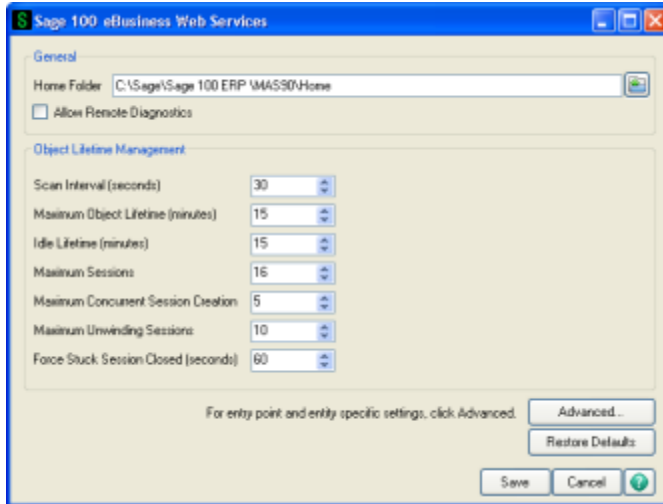 S Sage 100 eBusiness Web Services
General
Home Folder C:\Sage\Sage 100 ERP \MAS90\Home
Allow Remote Diagnostics
Object Lifetime Management
Scan Interval (seconds) 30
Maximum Object Lifetime (minutes) 15
Idle Lifetime (minutes) 15
Maximum Sessions 16
Maximum Concurrent Session Creation 5
Maximum Unwinding Sessions 10
Force Stuck Session Closed (seconds) 60
For entry point and entity specific settings, click Advanced. Advanced...
Restore Defaults
Save Cancel ?